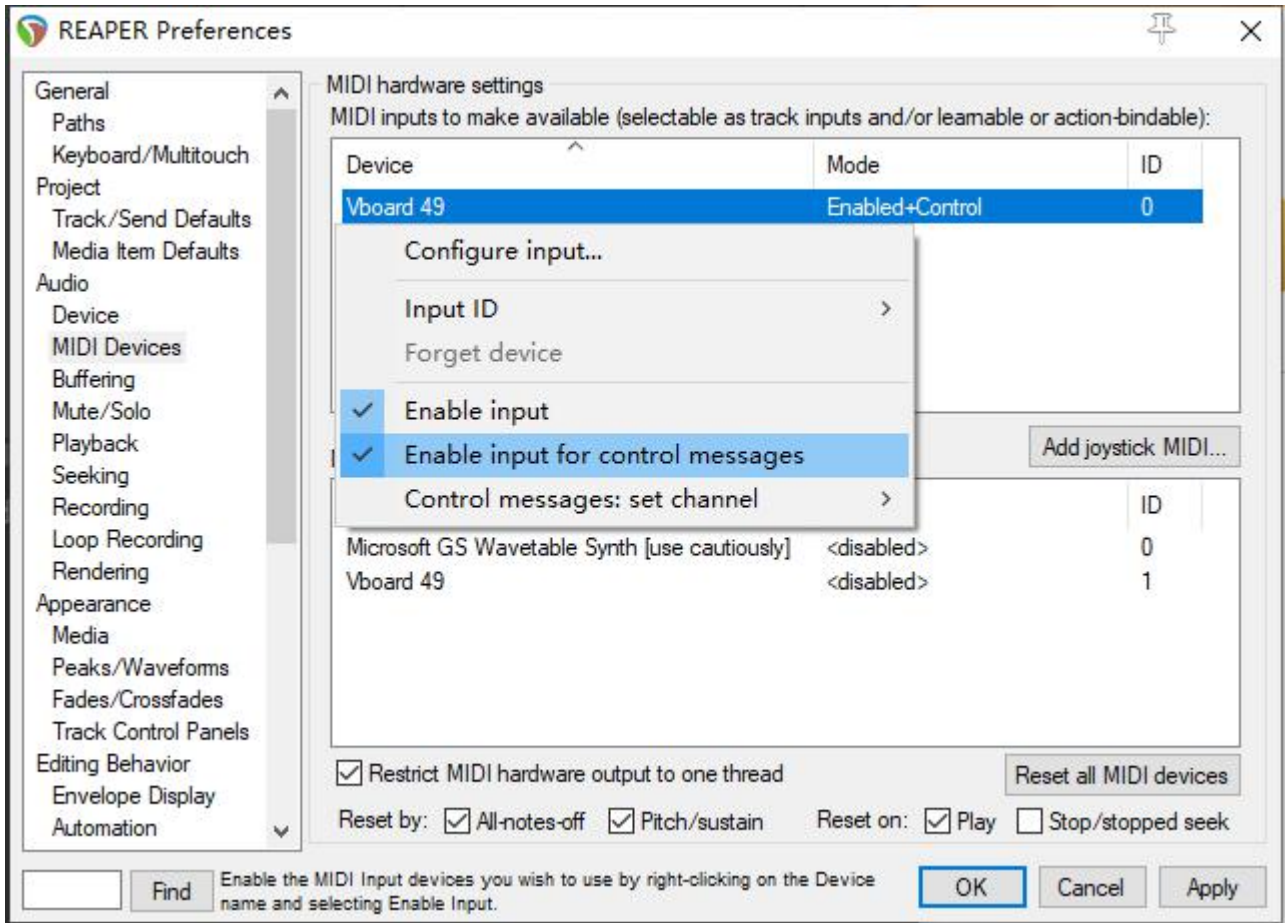 REAPER Preferences
General
Paths
Keyboard/Multitouch
Project
Track/Send Defaults
Media Item Defaults
Audio
Device
MIDI Devices
Buffering
Mute/Solo
Playback
Seeking
Recording
Loop Recording
Rendering
Appearance
Media
Peaks/Waveforms
Fades/Crossfades
Track Control Panels
Editing Behavior
Envelope Display
Automation
MIDI hardware settings
MIDI inputs to make available (selectable as track inputs and/or learnable or action-bindable):
Device Mode ID
Vboard 49 Enabled+Control 0
Configure input...
Input ID
Forget device
Enable input
Enable input for control messages
Control messages: set channel
Add joystick MIDI...
ID
Microsoft GS Wavetable Synth [use cautiously] <disabled> 0
Vboard 49 <disabled> 1
Restrict MIDI hardware output to one thread
Reset all MIDI devices
Reset by: All-notes-off Pitch/sustain Reset on: Play Stop/stopped seek
Find
Enable the MIDI Input devices you wish to use by right-clicking on the Device
name and selecting Enable Input.
OK Cancel Apply